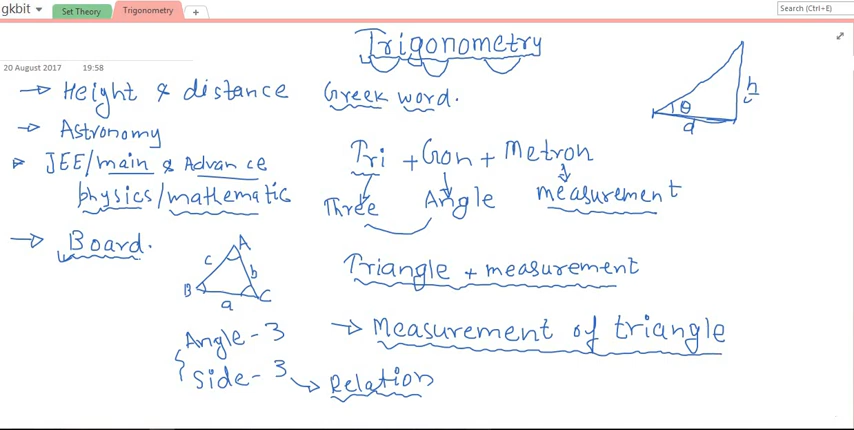 gkbit
Set Theory
Trigonometry
+
Search (Ctrl+E)
20 August 2017 19:58
Trigonometry
→ Height & distance
→ Astronomy
→ JEE/main & Advance
physics/mathematic
→ Board.
Greek word.
Tri + Gon + Metron
Three Angle measurement
Triangle + measurement
→ Measurement of triangle
θ
h
d
A
c
b
B
a
C
Angle - 3
Side - 3 → Relation